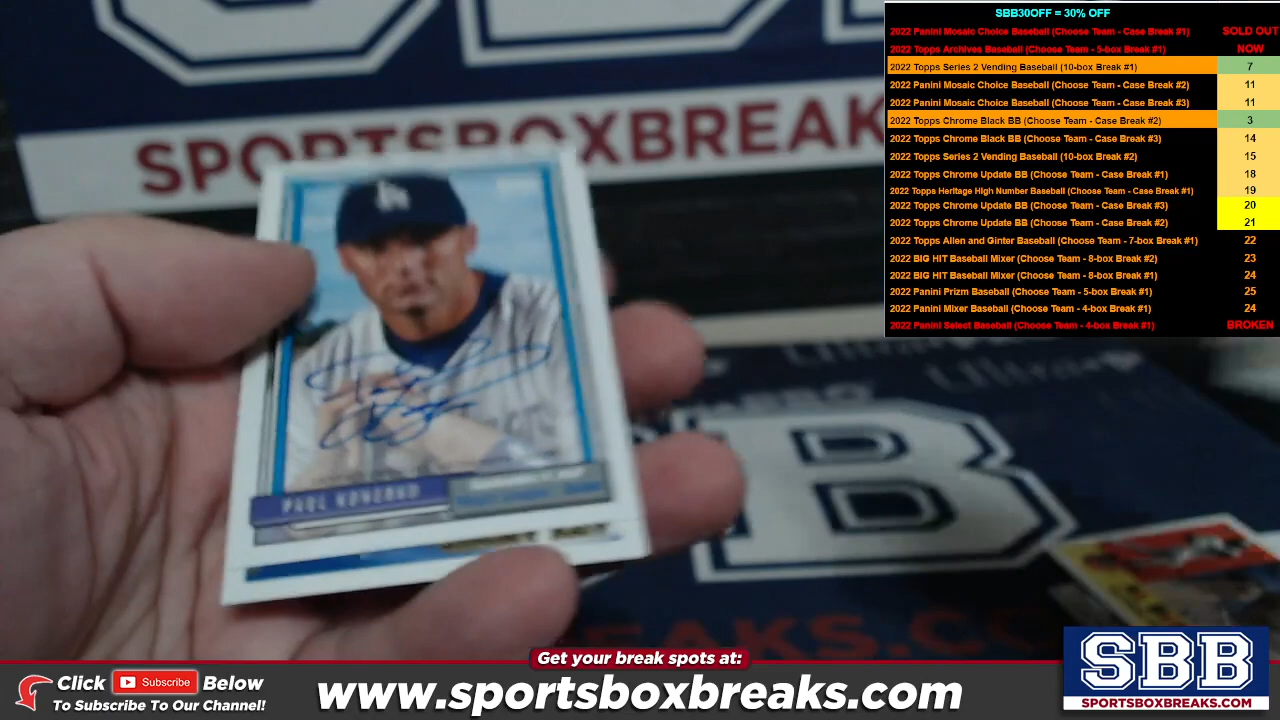 SBB30OFF = 30% OFF
2022 Panini Mosaic Choice Baseball (Choose Team - Case Break #1) SOLD OUT
2022 Topps Archives Baseball (Choose Team - 5-box Break #1) NOW
2022 Topps Series 2 Vending Baseball (10-box Break #1) 7
2022 Panini Mosaic Choice Baseball (Choose Team - Case Break #2) 11
2022 Panini Mosaic Choice Baseball (Choose Team - Case Break #3) 11
2022 Topps Chrome Black BB (Choose Team - Case Break #2) 3
2022 Topps Chrome Black BB (Choose Team - Case Break #3) 14
2022 Topps Series 2 Vending Baseball (10-box Break #2) 15
2022 Topps Chrome Update BB (Choose Team - Case Break #1) 18
2022 Topps Heritage High Number Baseball (Choose Team - Case Break #1) 19
2022 Topps Chrome Update BB (Choose Team - Case Break #3) 20
2022 Topps Chrome Update BB (Choose Team - Case Break #2) 21
2022 Topps Allen and Ginter Baseball (Choose Team - 7-box Break #1) 22
2022 BIG HIT Baseball Mixer (Choose Team - 8-box Break #2) 23
2022 BIG HIT Baseball Mixer (Choose Team - 8-box Break #1) 24
2022 Panini Prizm Baseball (Choose Team - 5-box Break #1) 25
2022 Panini Mixer Baseball (Choose Team - 4-box Break #1) 24
2022 Panini Select Baseball (Choose Team - 4-box Break #1) BROKEN
SPORTSBOXBREAKS
LA
PAUL KONERKO
Ultra
B
EAKS.CO
Get your break spots at:
Click Subscribe Below
To Subscribe To Our Channel!
www.sportsboxbreaks.com
SBB
SPORTSBOXBREAKS.COM